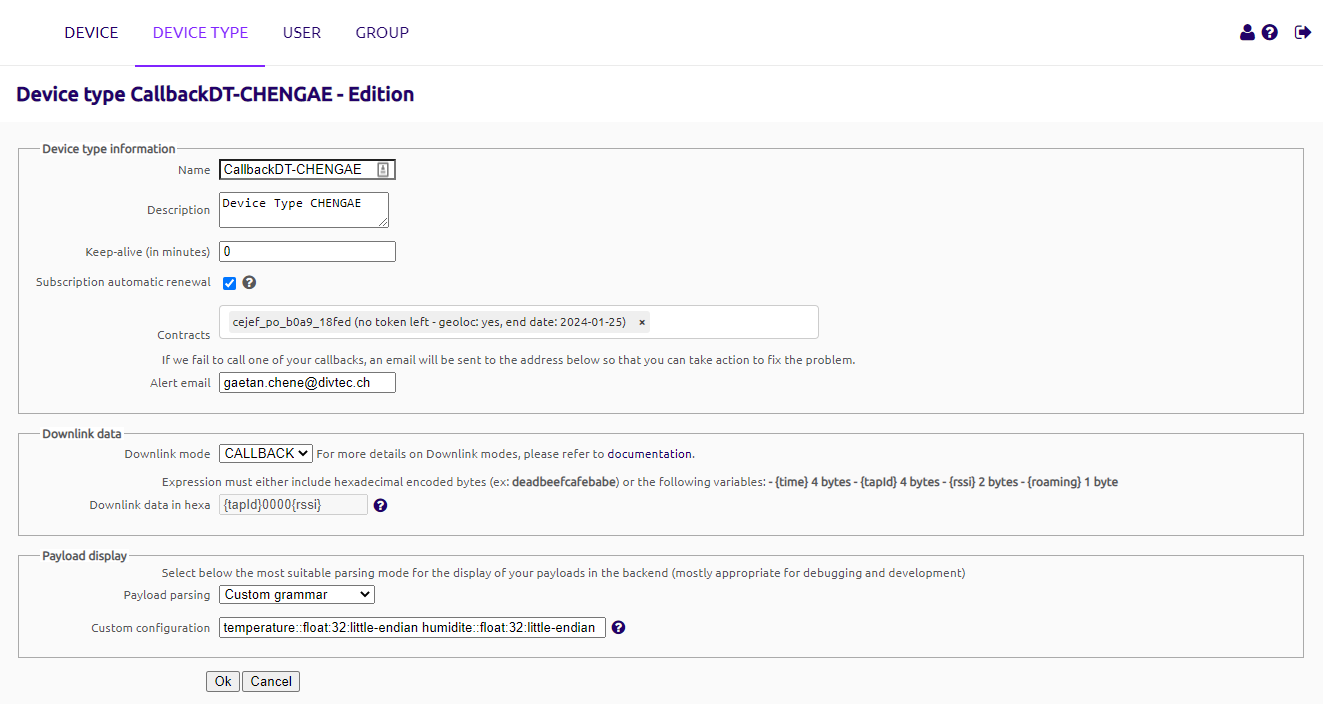 DEVICE DEVICE TYPE USER GROUP
Device type CallbackDT-CHENGAE - Edition
Device type information
Name CallbackDT-CHENGAE
Description Device Type CHENGAE
Keep-alive (in minutes) 0
Subscription automatic renewal
Contracts cejef_po_b0a9_18fed (no token left - geoloc: yes, end date: 2024-01-25) ×
If we fail to call one of your callbacks, an email will be sent to the address below so that you can take action to fix the problem.
Alert email gaetan.chene@divtec.ch
Downlink data
Downlink mode CALLBACK For more details on Downlink modes, please refer to documentation.
Expression must either include hexadecimal encoded bytes (ex: deadbeefcafebabe) or the following variables: - {time} 4 bytes - {tapId} 4 bytes - {rssi} 2 bytes - {roaming} 1 byte
Downlink data in hexa {tapId}0000{rssi} ?
Payload display
Select below the most suitable parsing mode for the display of your payloads in the backend (mostly appropriate for debugging and development)
Payload parsing Custom grammar
Custom configuration temperature::float:32:little-endian humidite::float:32:little-endian ?
Ok Cancel